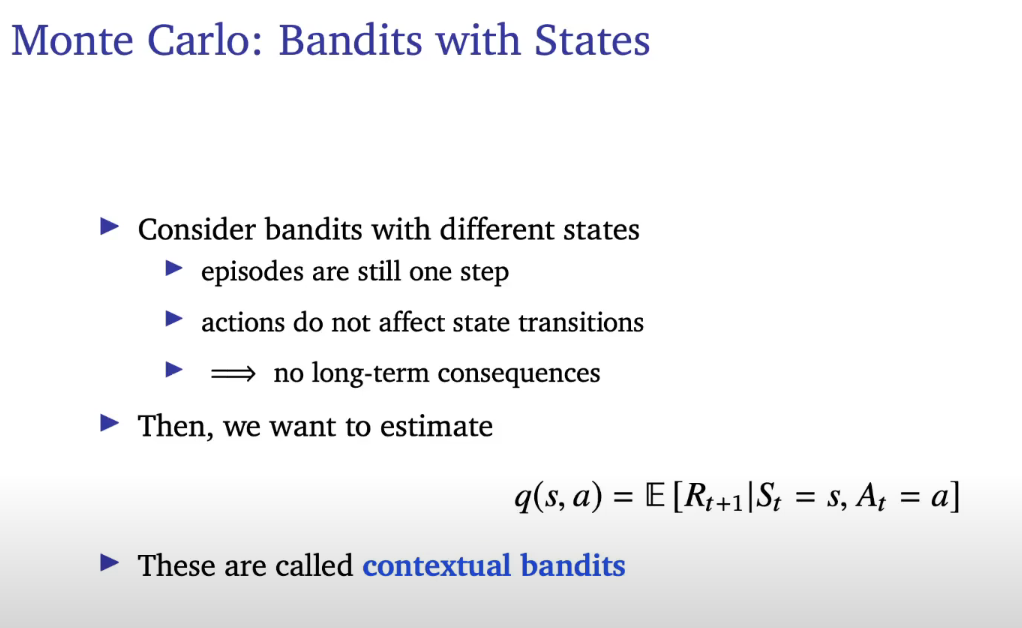 Monte Carlo: Bandits with States
▶ Consider bandits with different states
▶ episodes are still one step
▶ actions do not affect state transitions
▶ ⟹ no long-term consequences
▶ Then, we want to estimate
q(s, a) = 𝔼 [R_{t+1}|S_t = s, A_t = a]
▶ These are called contextual bandits